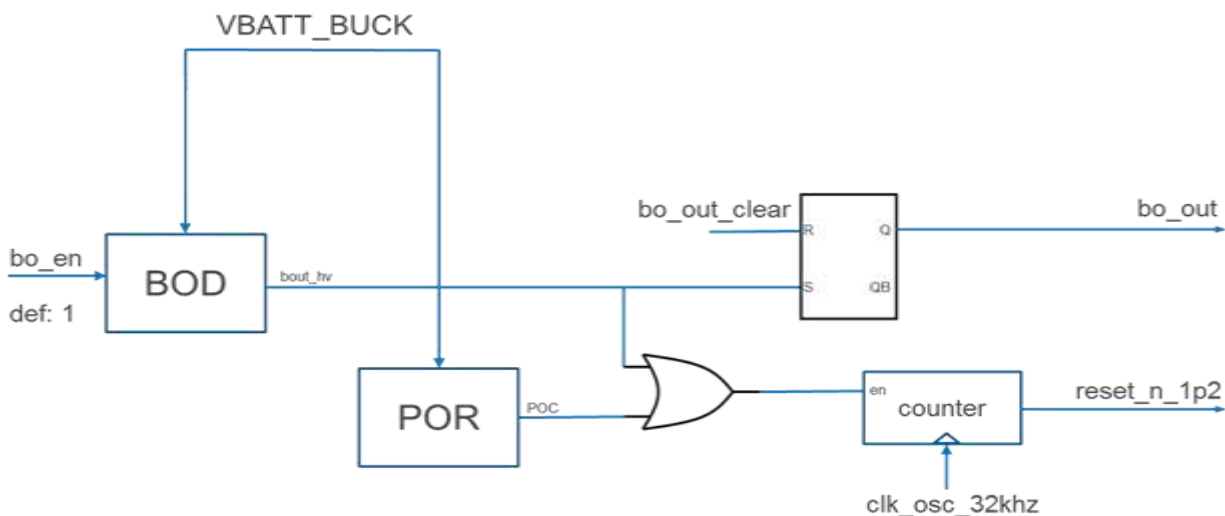 VBATT_BUCK
bo_en
def: 1
BOD
bout_hv
bo_out_clear
R
Q
S
QB
bo_out
POR
POC
en
counter
reset_n_1p2
clk_osc_32khz